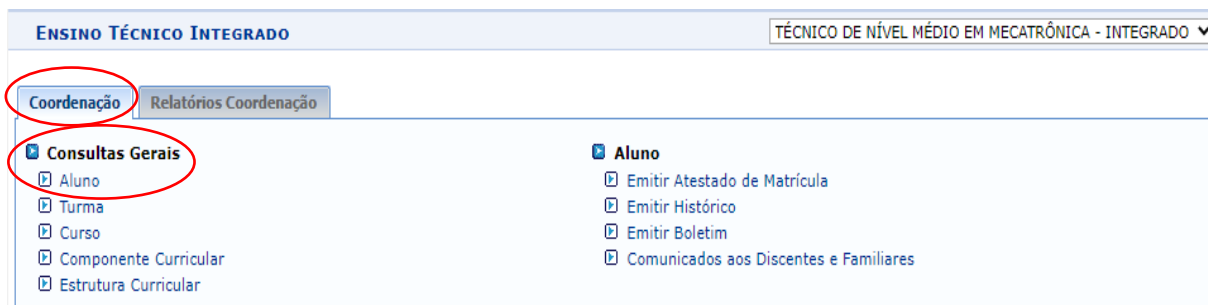 ENSINO TÉCNICO INTEGRADO
TÉCNICO DE NÍVEL MÉDIO EM MECATRÔNICA - INTEGRADO
Coordenação
Relatórios Coordenação
Consultas Gerais
Aluno
Turma
Curso
Componente Curricular
Estrutura Curricular
Aluno
Emitir Atestado de Matrícula
Emitir Histórico
Emitir Boletim
Comunicados aos Discentes e Familiares